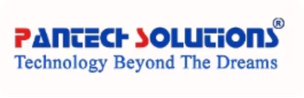 PANTECH SOLUTIONS®
Technology Beyond The Dreams